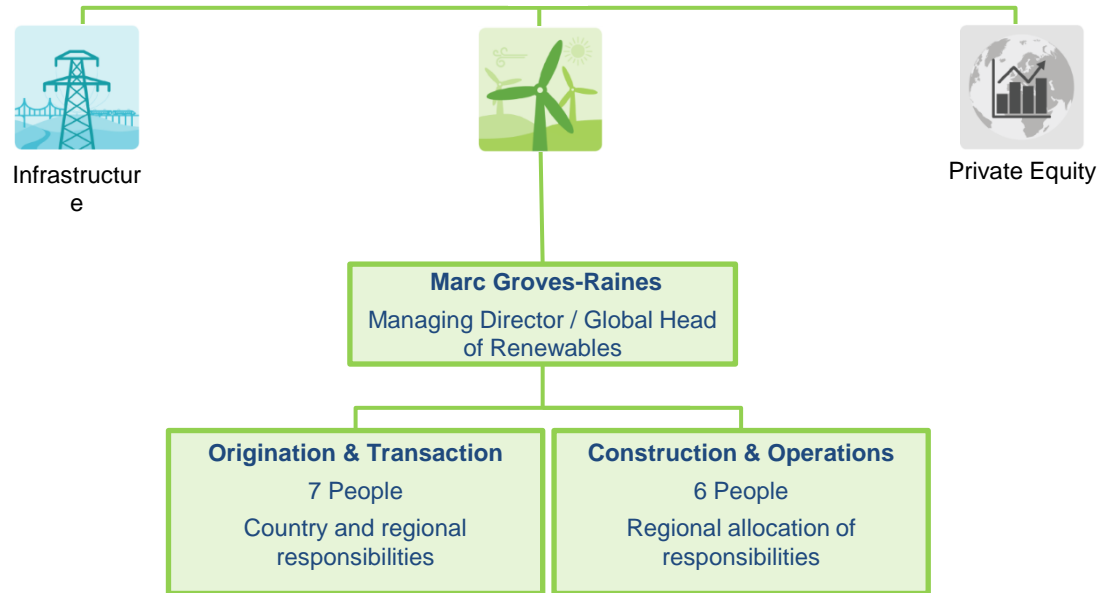 Infrastructur
e
Private Equity
Marc Groves-Raines
Managing Director / Global Head
of Renewables
Origination & Transaction
7 People
Country and regional
responsibilities
Construction & Operations
6 People
Regional allocation of
responsibilities